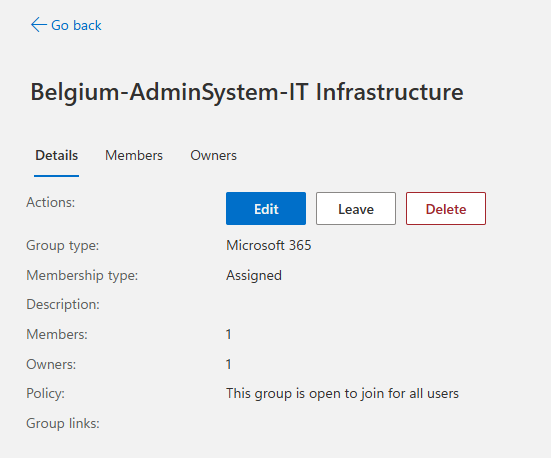 Go back
Belgium-AdminSystem-IT Infrastructure
Details Members Owners
Actions: Edit Leave Delete
Group type: Microsoft 365
Membership type: Assigned
Description:
Members: 1
Owners: 1
Policy: This group is open to join for all users
Group links: